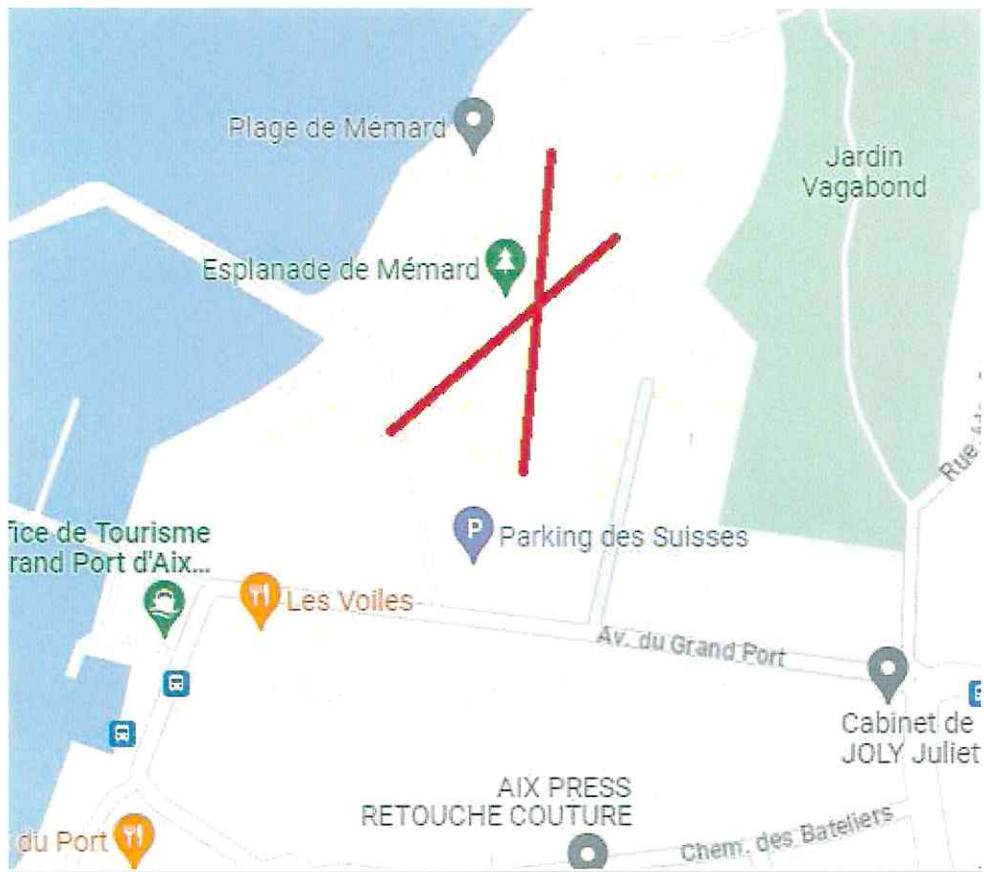 Plage de Mémard
Jardin
Vagabond
Esplanade de Mémard
fice de Tourisme
rand Port d'Aix...
P
Parking des Suisses
Les Voiles
Av. du Grand Port
Rue
Cabinet de
JOLY Juliet
AIX PRESS
RETOUCHE COUTURE
du Port
Chem. des Bateliers